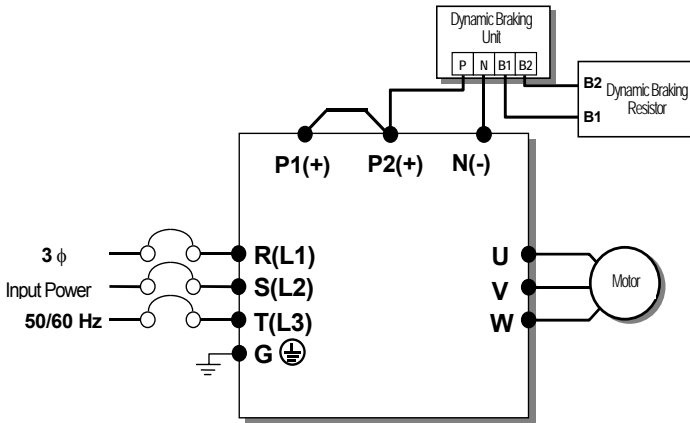 Dynamic Braking
Unit
P N B1 B2
B2
Dynamic Braking
Resistor
B1
P1(+) P2(+) N(-)
3 ϕ
Input Power
50/60 Hz
R(L1)
S(L2)
T(L3)
G
U
V
W
Motor